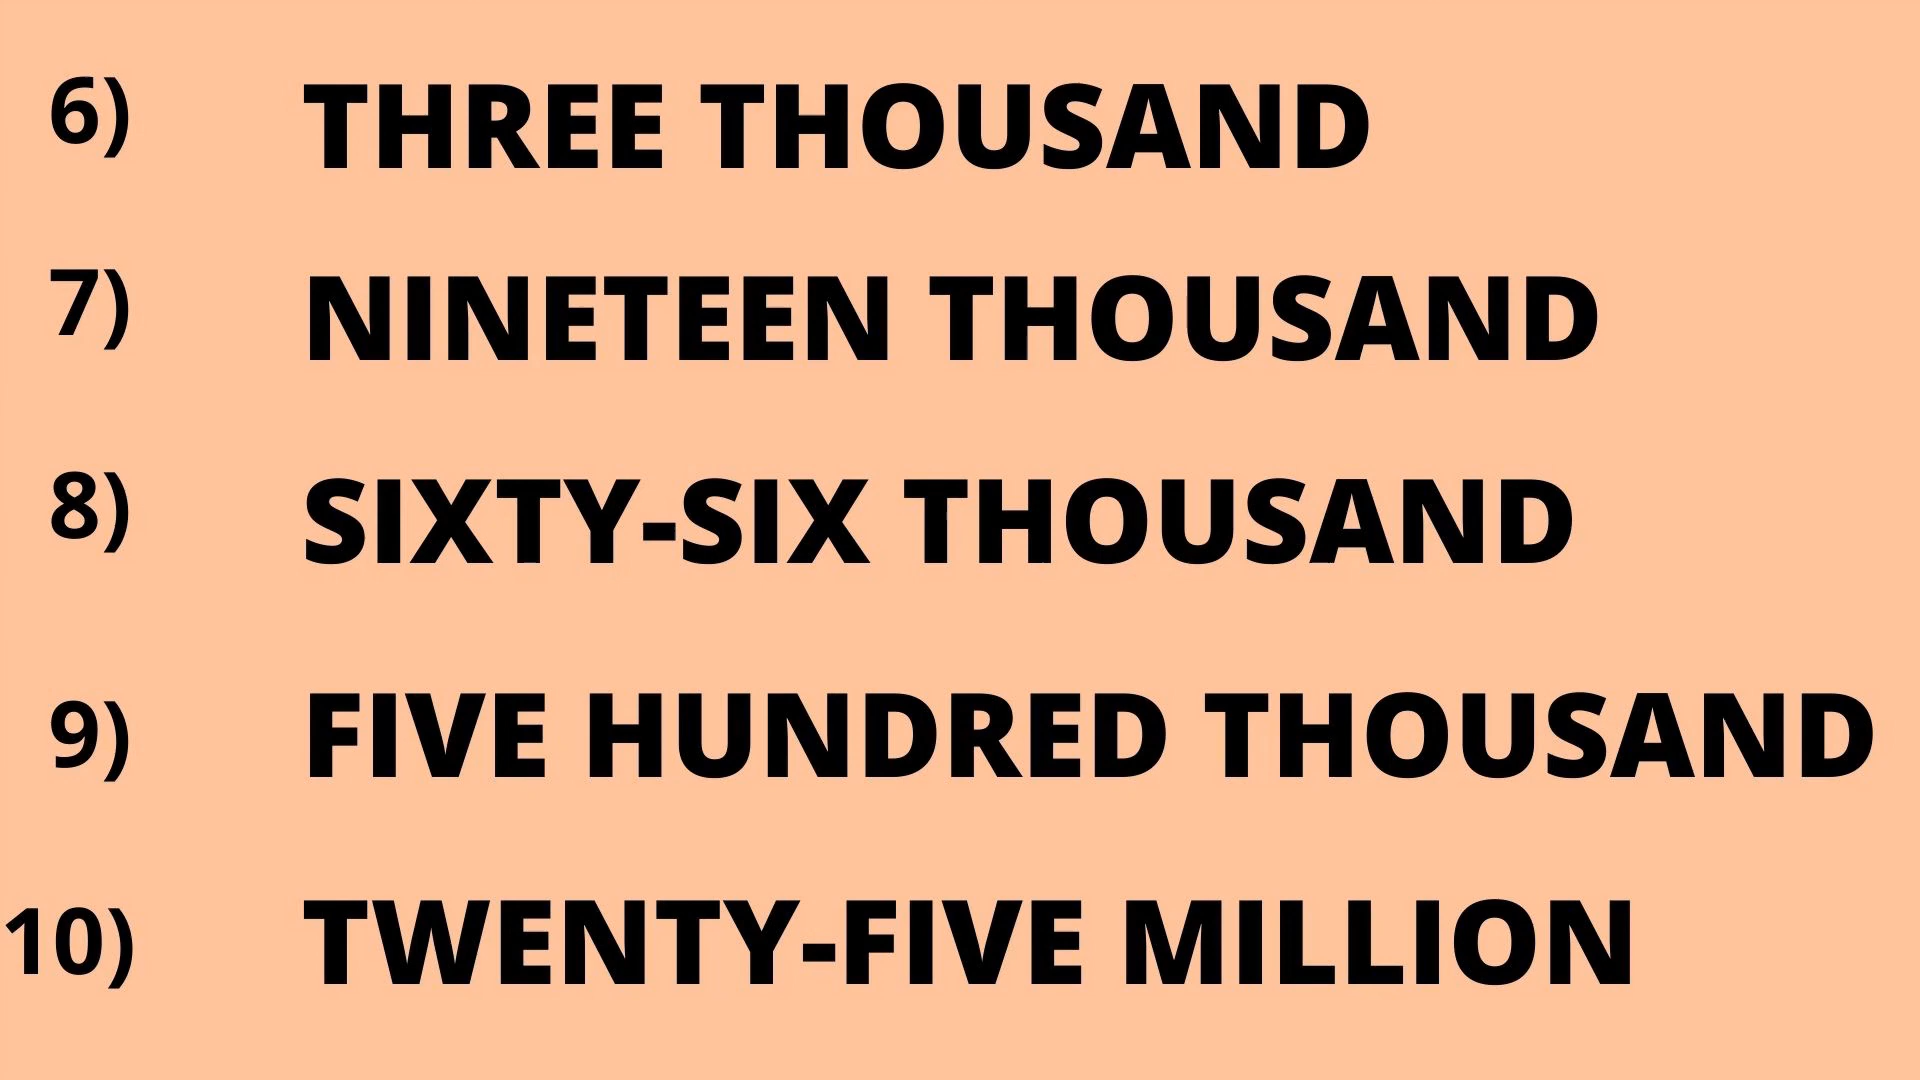 6) THREE THOUSAND
7) NINETEEN THOUSAND
8) SIXTY-SIX THOUSAND
9) FIVE HUNDRED THOUSAND
10) TWENTY-FIVE MILLION